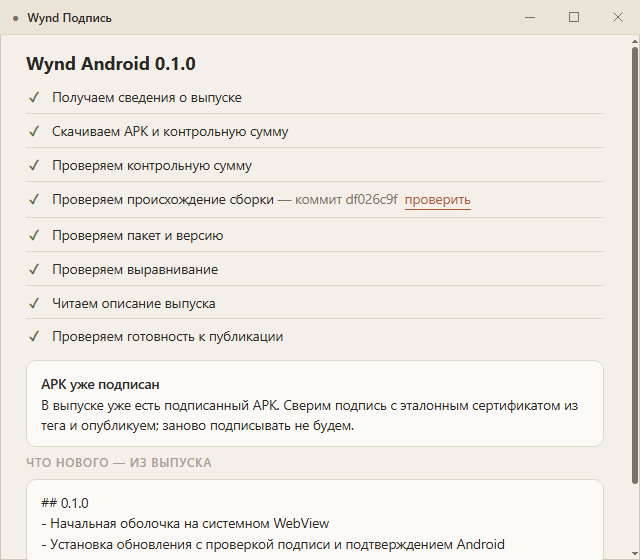 Wynd Подпись
Wynd Android 0.1.0
✓ Получаем сведения о выпуске
✓ Скачиваем APK и контрольную сумму
✓ Проверяем контрольную сумму
✓ Проверяем происхождение сборки — коммит df026c9f проверить
✓ Проверяем пакет и версию
✓ Проверяем выравнивание
✓ Читаем описание выпуска
✓ Проверяем готовность к публикации
APK уже подписан
В выпуске уже есть подписанный APK. Сверим подпись с эталонным сертификатом из
тега и опубликуем; заново подписывать не будем.
ЧТО НОВОГО — ИЗ ВЫПУСКА
## 0.1.0
- Начальная оболочка на системном WebView
- Установка обновления с проверкой подписи и подтверждением Android